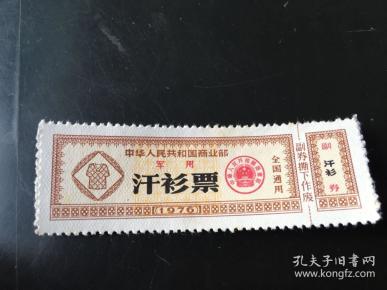 中华人民共和国商业部
军用
汗衫票
1976
全国通用
副券撕下作废
副
汗衫
券
孔夫子旧书网
kongfz.com